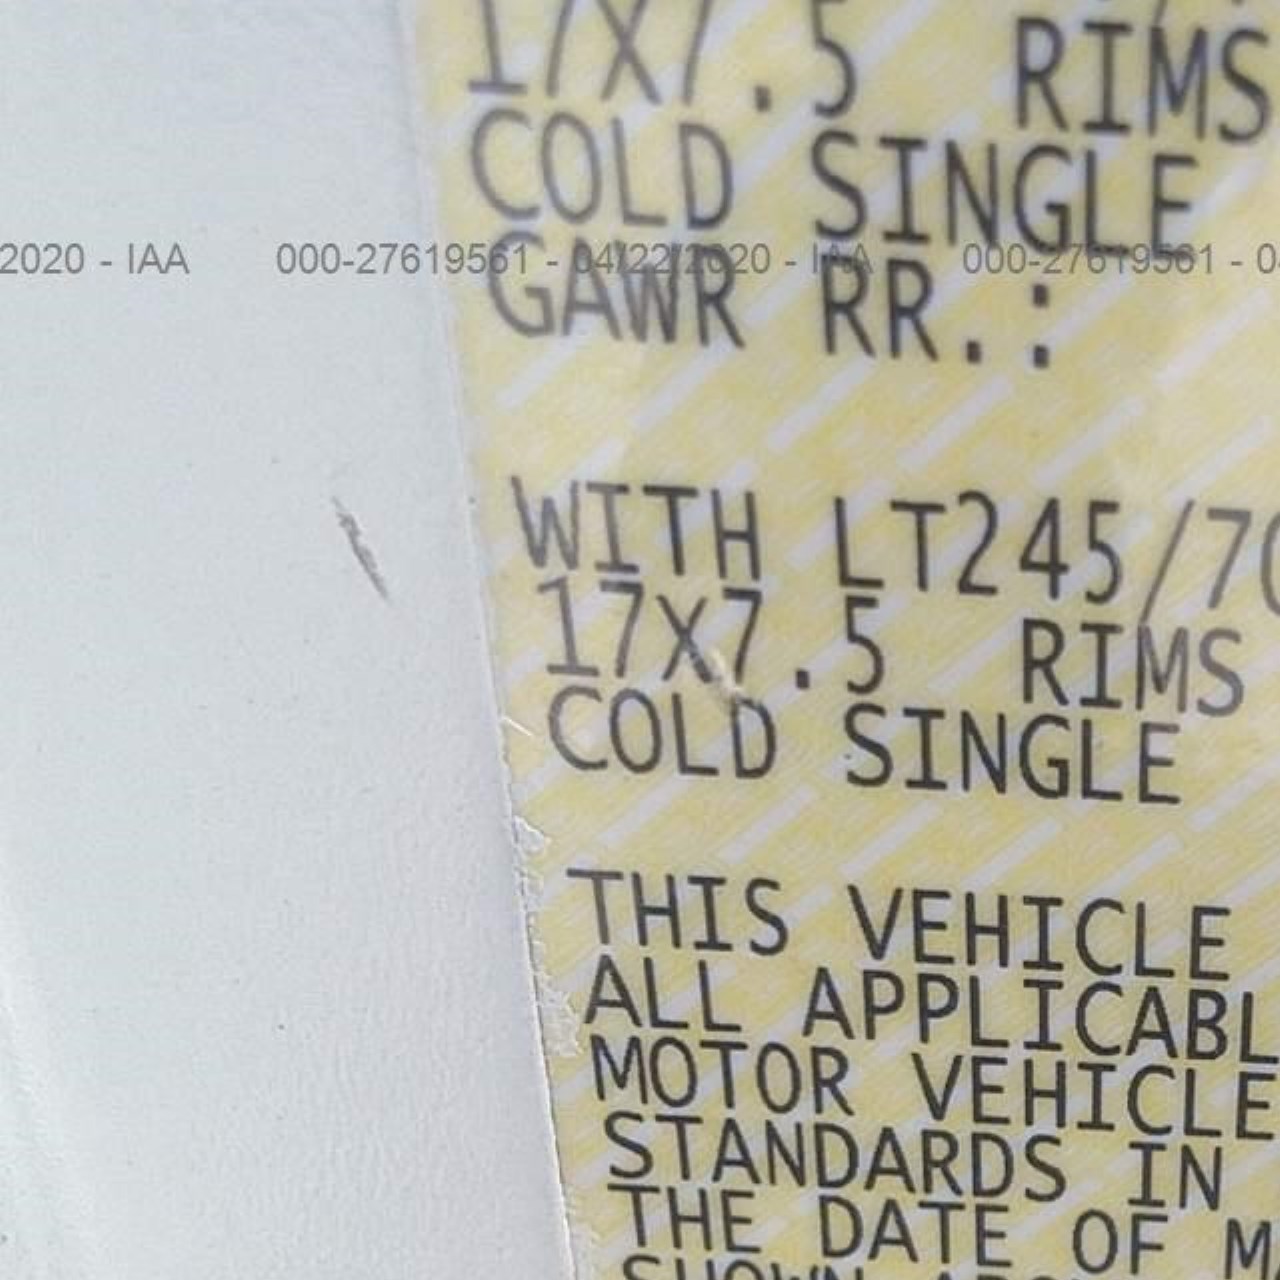 17X7.5 RIMS
COLD SINGLE
2020 - IAA 000-27619561 - 04/22/2020 - IAA 000-27619561 - 0
GAWR RR.:
WITH LT245/70
17X7.5 RIMS
COLD SINGLE
THIS VEHICLE
ALL APPLICABL
MOTOR VEHICLE
STANDARDS IN
THE DATE OF M